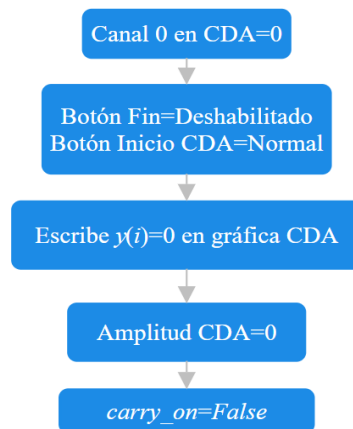 Canal 0 en CDA=0
Botón Fin=Deshabilitado
Botón Inicio CDA=Normal
Escribe y(i)=0 en gráfica CDA
Amplitud CDA=0
carry_on=False